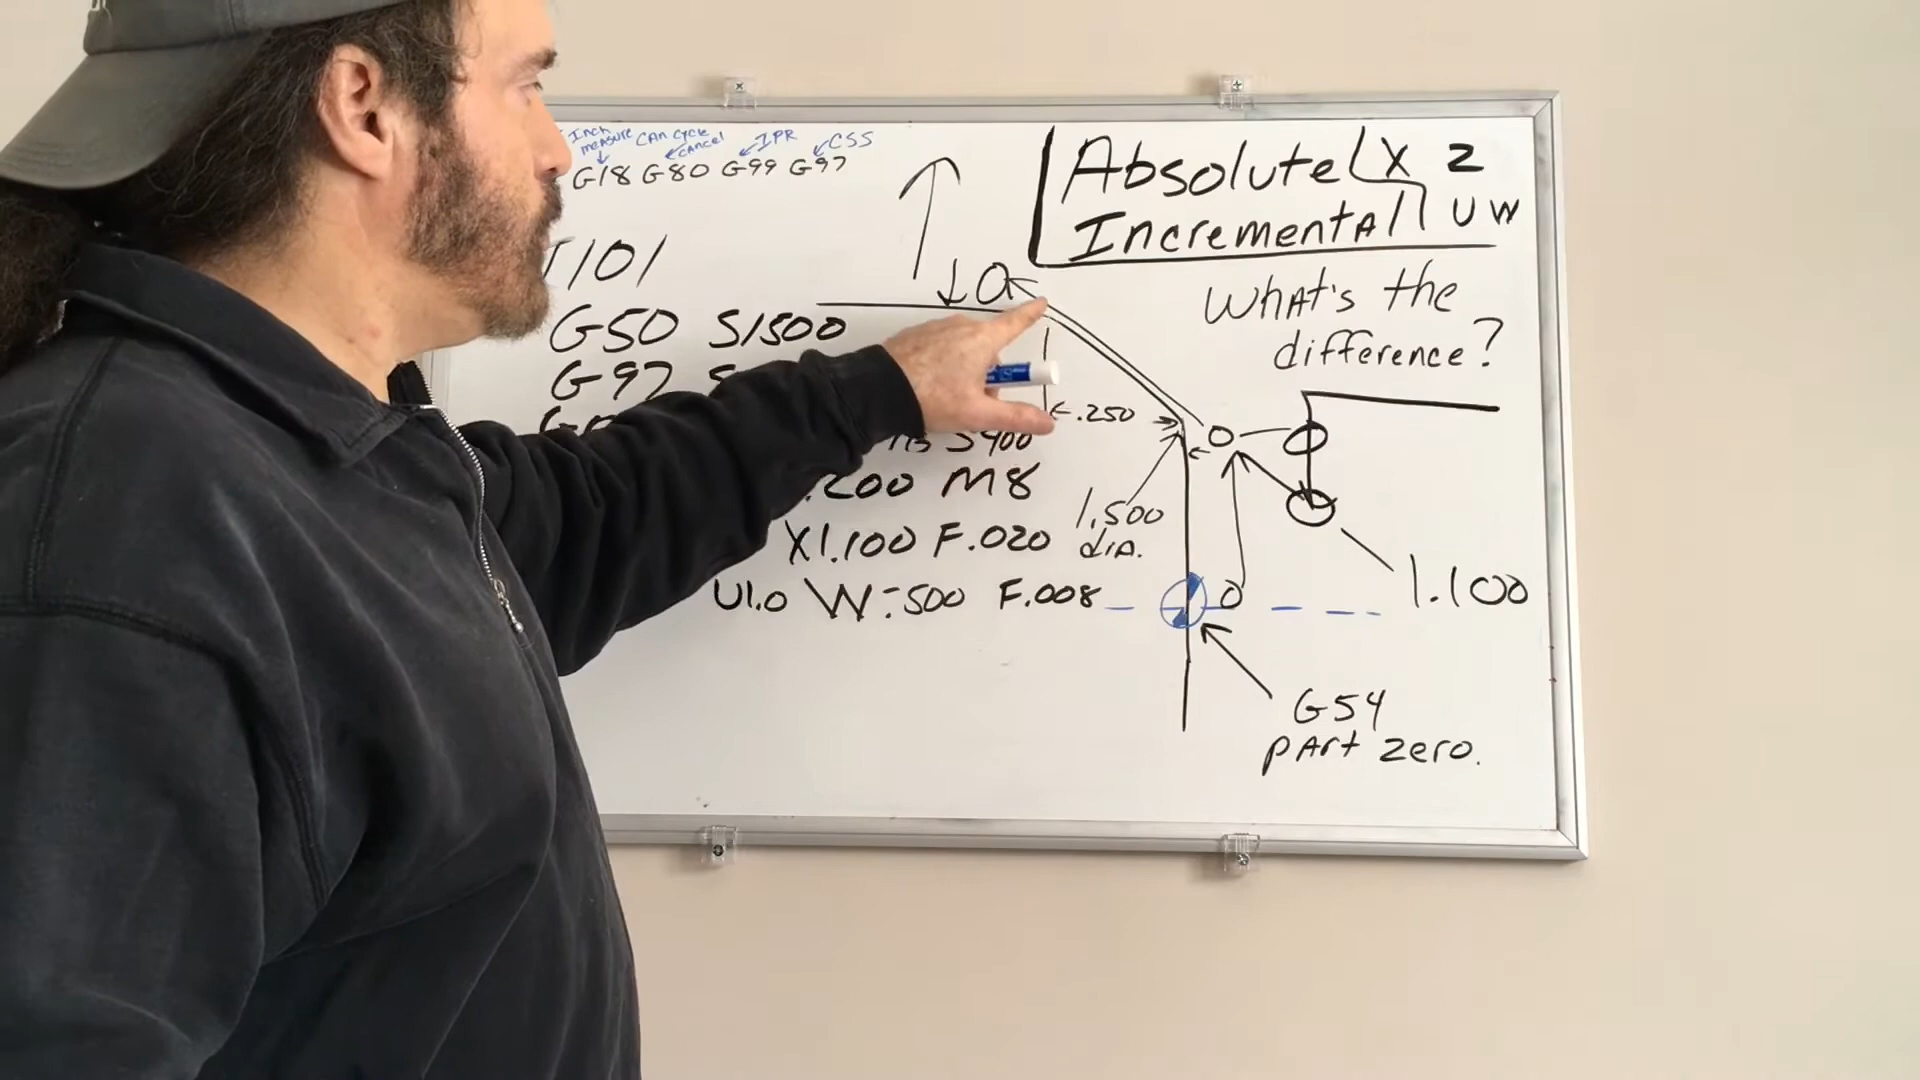 Inch
measure
CAN cycle
cancel
IPR
CSS
G18 G80 G99 G97
Absolute X Z
Incremental U W
What's the
difference?
T101
G50 S1500
G97
S400
.200 M8
X1.100 F.020
U1.0 W-.500 F.008
.250
1.500
dia.
1.100
G54
part zero.